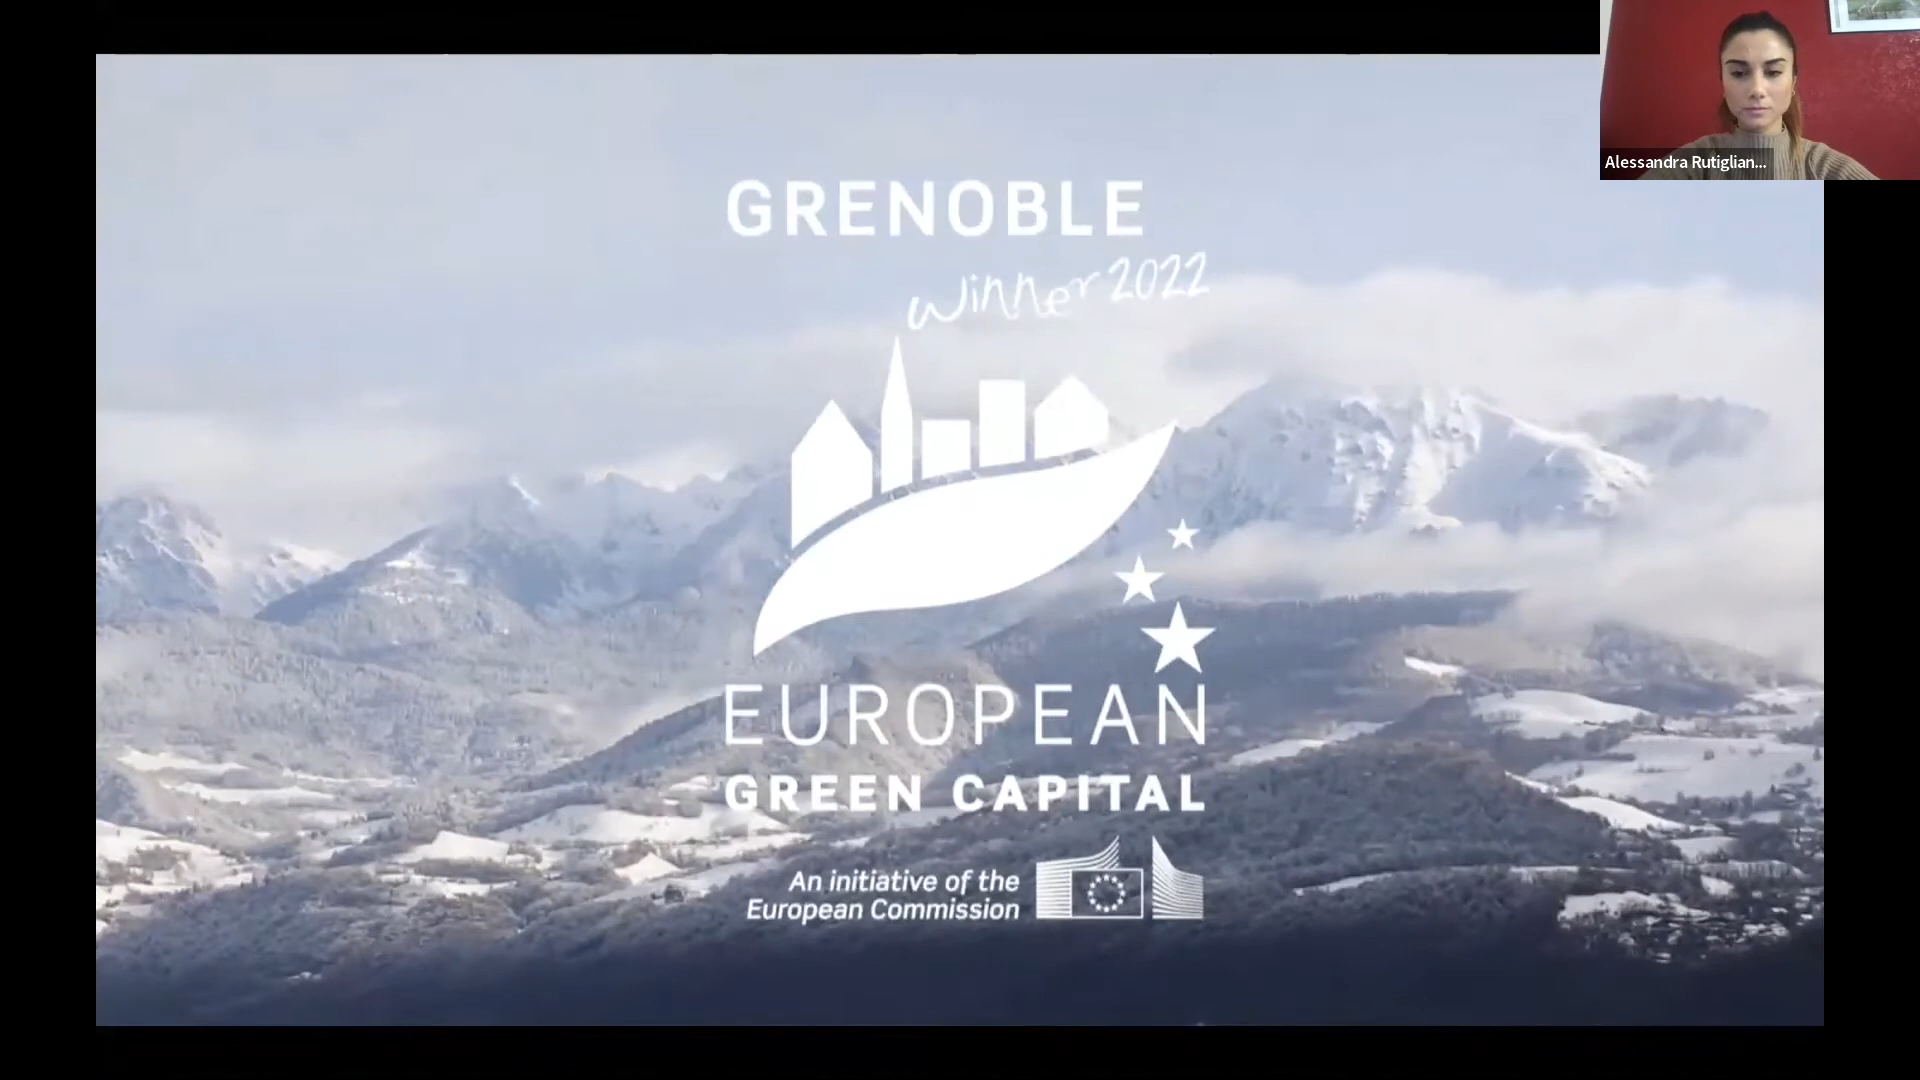 Alessandra Rutiglian...
GRENOBLE
Winner 2022
EUROPEAN
GREEN CAPITAL
An initiative of the
European Commission